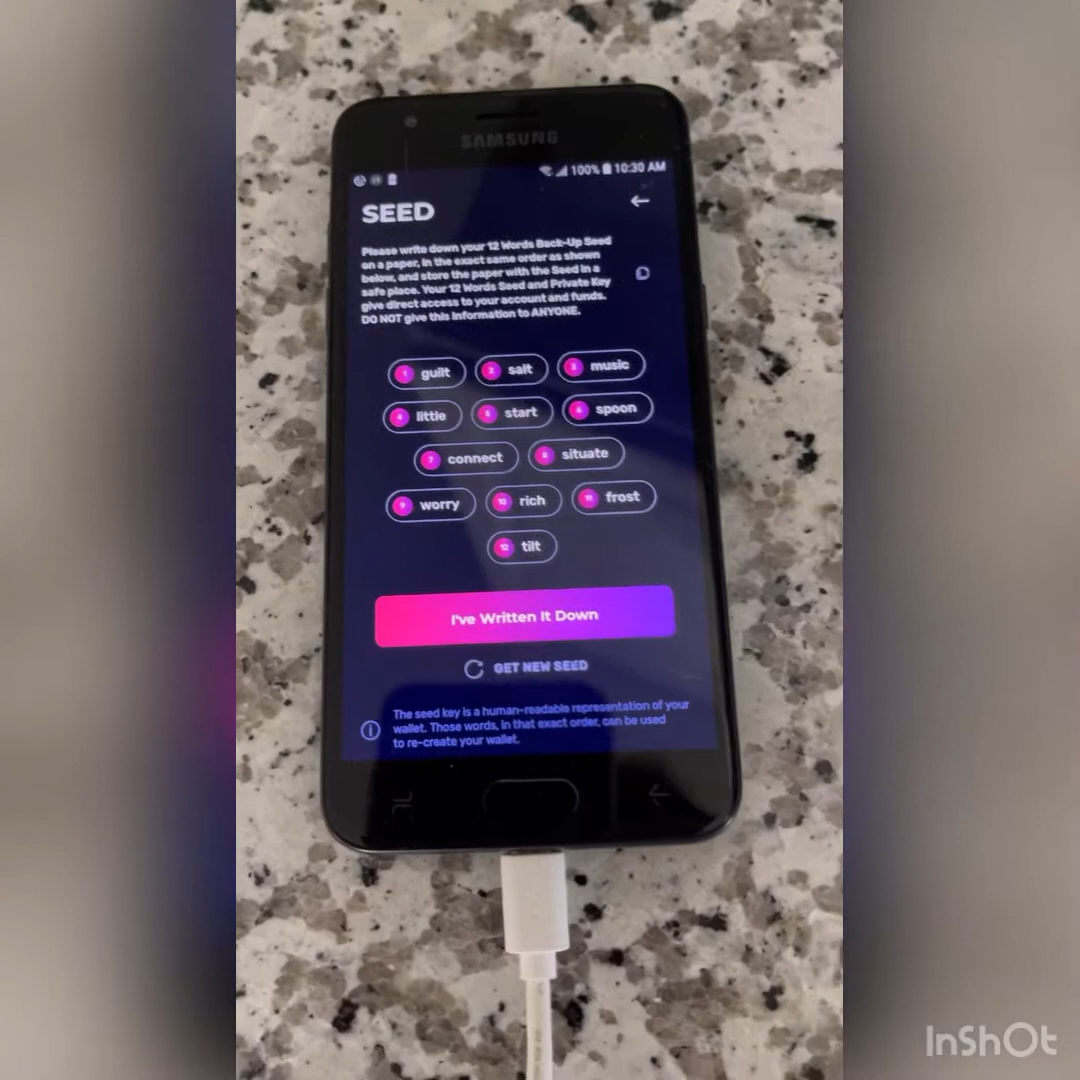 SAMSUNG
100% 10:30 AM
SEED
Please write down your 12 Words Back-Up Seed
on a paper, in the exact same order as shown
below, and store the paper with the Seed in a
safe place. Your 12 Words Seed and Private Key
give direct access to your account and funds.
DO NOT give this information to ANYONE.
1 guilt 2 salt 3 music
4 little 5 start 6 spoon
7 connect 8 situate
9 worry 10 rich 11 frost
12 tilt
I've Written It Down
GET NEW SEED
The seed key is a human-readable representation of your
wallet. Those words, in that exact order, can be used
to re-create your wallet.
InShOt